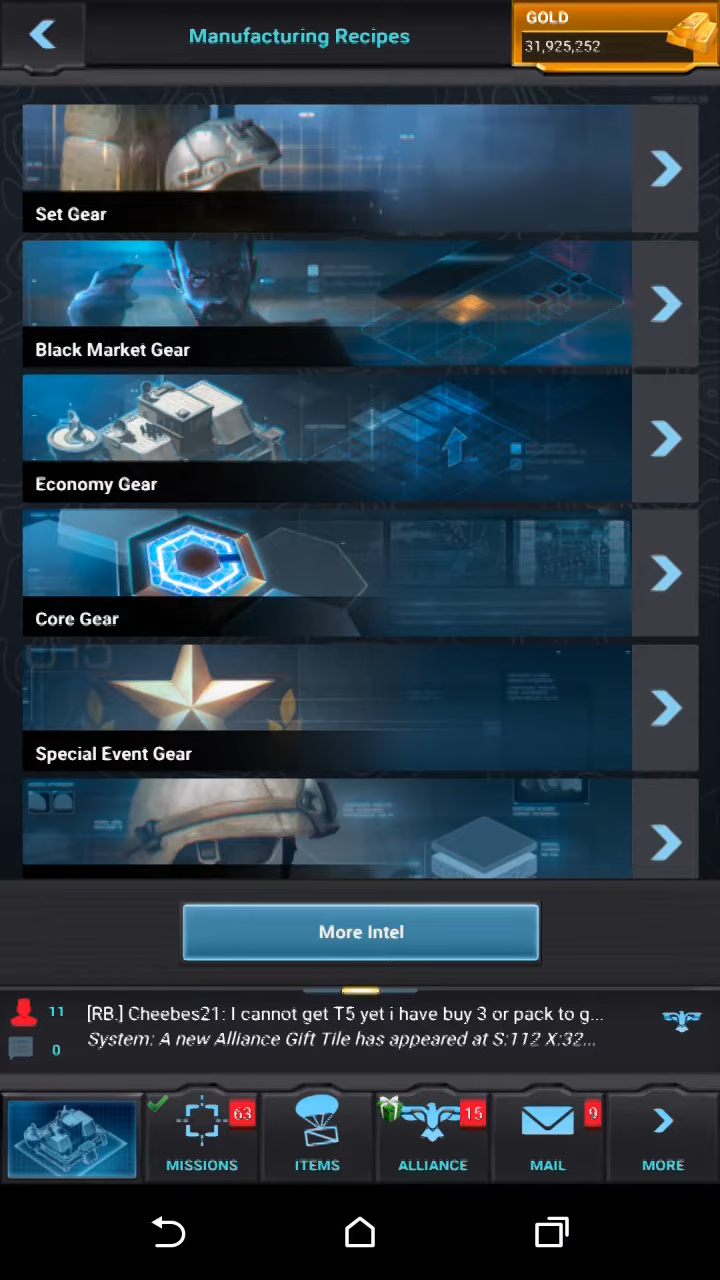 Manufacturing Recipes
GOLD
31,925,252
Set Gear
Black Market Gear
Economy Gear
Core Gear
Special Event Gear
More Intel
11
[RB.] Cheebes21: I cannot get T5 yet i have buy 3 or pack to g...
0
System: A new Alliance Gift Tile has appeared at S:112 X:32...
63
15
9
MISSIONS
ITEMS
ALLIANCE
MAIL
MORE